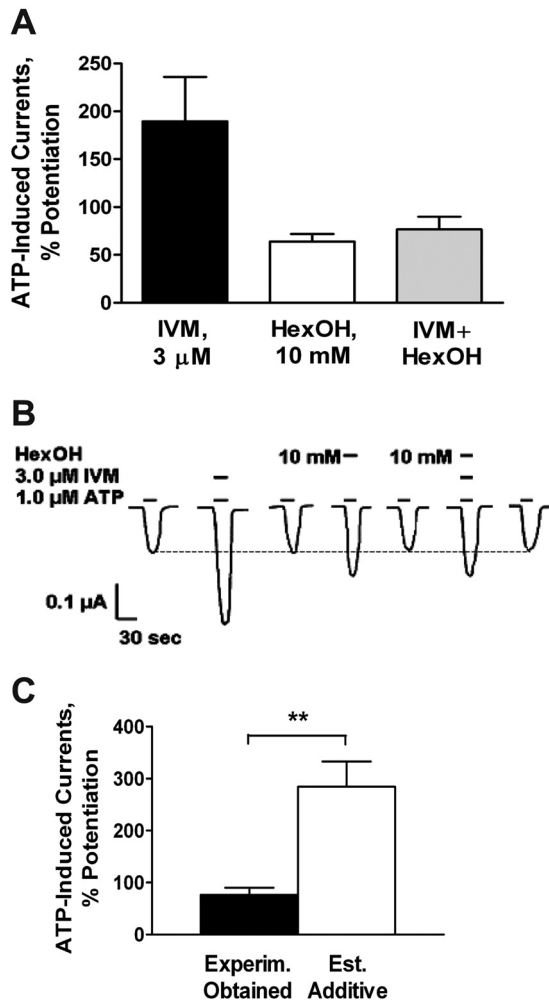 A
ATP-Induced Currents,
% Potentiation
250
200
150
100
50
0
IVM,
3 μM
HexOH,
10 mM
IVM+
HexOH
B
HexOH 10 mM 10 mM
3.0 μM IVM
1.0 μM ATP
0.1 μA
30 sec
C
ATP-Induced Currents,
% Potentiation
400
300
200
100
0
**
Experim.
Obtained
Est.
Additive